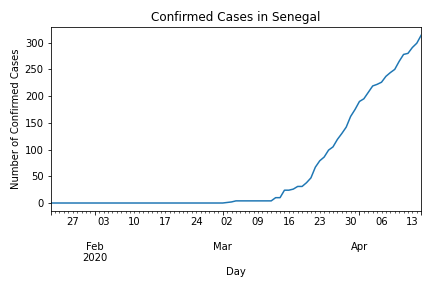 Confirmed Cases in Senegal
Number of Confirmed Cases
300
250
200
150
100
50
0
27 03 10 17 24 02 09 16 23 30 06 13
Feb Mar Apr
2020
Day